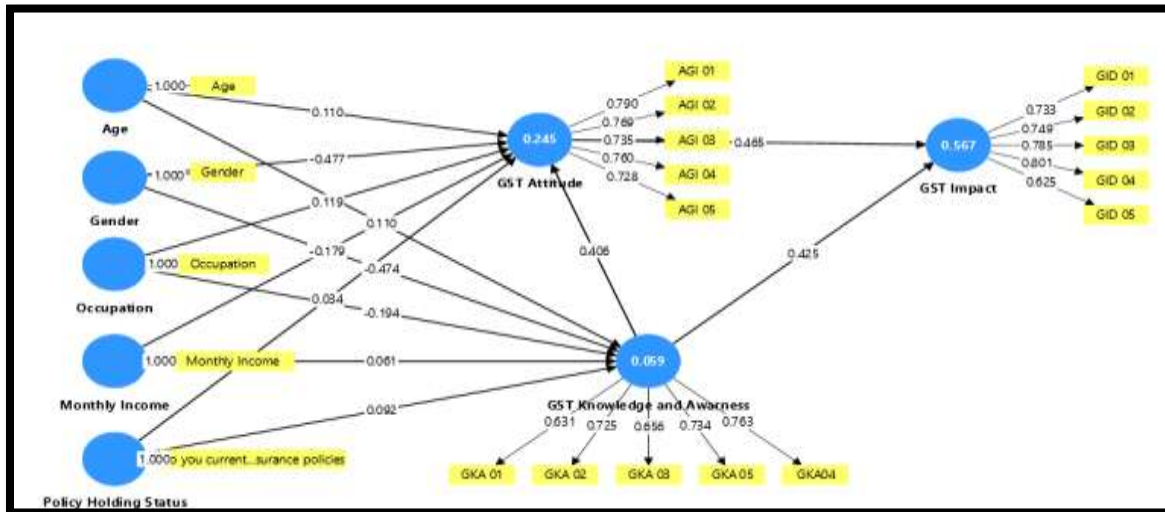 1.000
Age
Age
0.110
-0.477
1.000
Gender
Gender
0.119
1.000
Occupation
Occupation
-0.179
0.110
-0.474
0.034
-0.194
1.000
Monthly Income
0.061
Monthly Income
0.092
1.000
you current...surance policies
Policy Holding Status
0.245
GST Attitude
0.790
0.769
0.735
0.760
0.728
AGI 01
AGI 02
AGI 03
AGI 04
AGI 05
0.465
0.406
0.425
0.567
GST Impact
0.733
0.749
0.785
0.801
0.625
GID 01
GID 02
GID 03
GID 04
GID 05
0.059
GST Knowledge and Awarness
0.631
0.725
0.734
0.763
GKA 01
GKA 02
GKA 03
GKA 05
GKA04